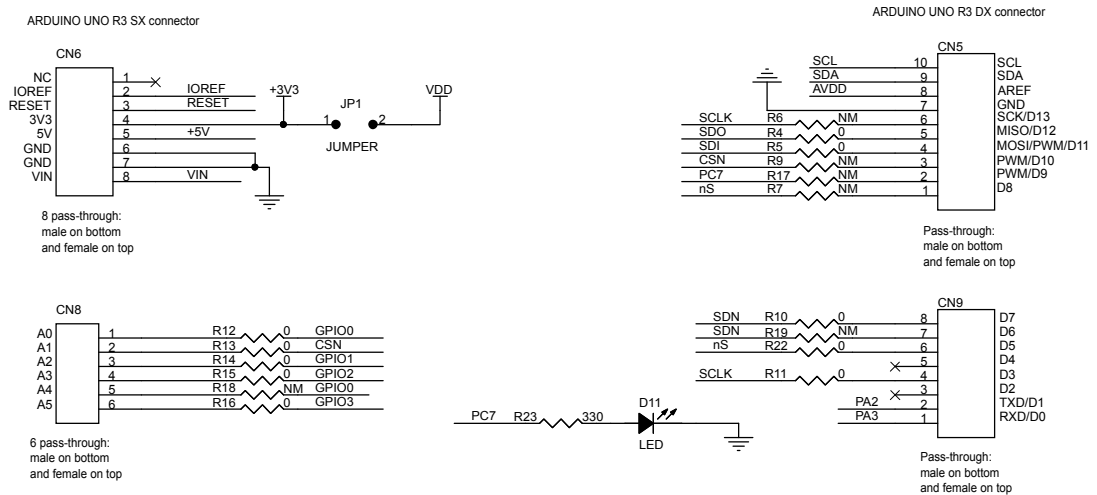 ARDUINO UNO R3 SX connector
CN6
NC 1
IOREF 2 IOREF
RESET 3 RESET
3V3 4
5V 5 +5V
GND 6
GND 7
VIN 8 VIN
+3V3
JP1
1 2
JUMPER
VDD
8 pass-through:
male on bottom
and female on top
ARDUINO UNO R3 DX connector
CN5
SCL 10 SCL
SDA 9 SDA
AVDD 8 AREF
7 GND
SCLK R6 NM 6 SCK/D13
SDO R4 0 5 MISO/D12
SDI R5 0 4 MOSI/PWM/D11
CSN R9 NM 3 PWM/D10
PC7 R17 NM 2 PWM/D9
nS R7 NM 1 D8
Pass-through:
male on bottom
and female on top
CN8
A0 1 R12 0 GPIO0
A1 2 R13 0 CSN
A2 3 R14 0 GPIO1
A3 4 R15 0 GPIO2
A4 5 R18 NM GPIO0
A5 6 R16 0 GPIO3
6 pass-through:
male on bottom
and female on top
PC7 R23 330 D11
LED
CN9
SDN R10 0 8 D7
SDN R19 NM 7 D6
nS R22 0 6 D5
5 D4
SCLK R11 0 4 D3
3 D2
PA2 2 TXD/D1
PA3 1 RXD/D0
Pass-through:
male on bottom
and female on top